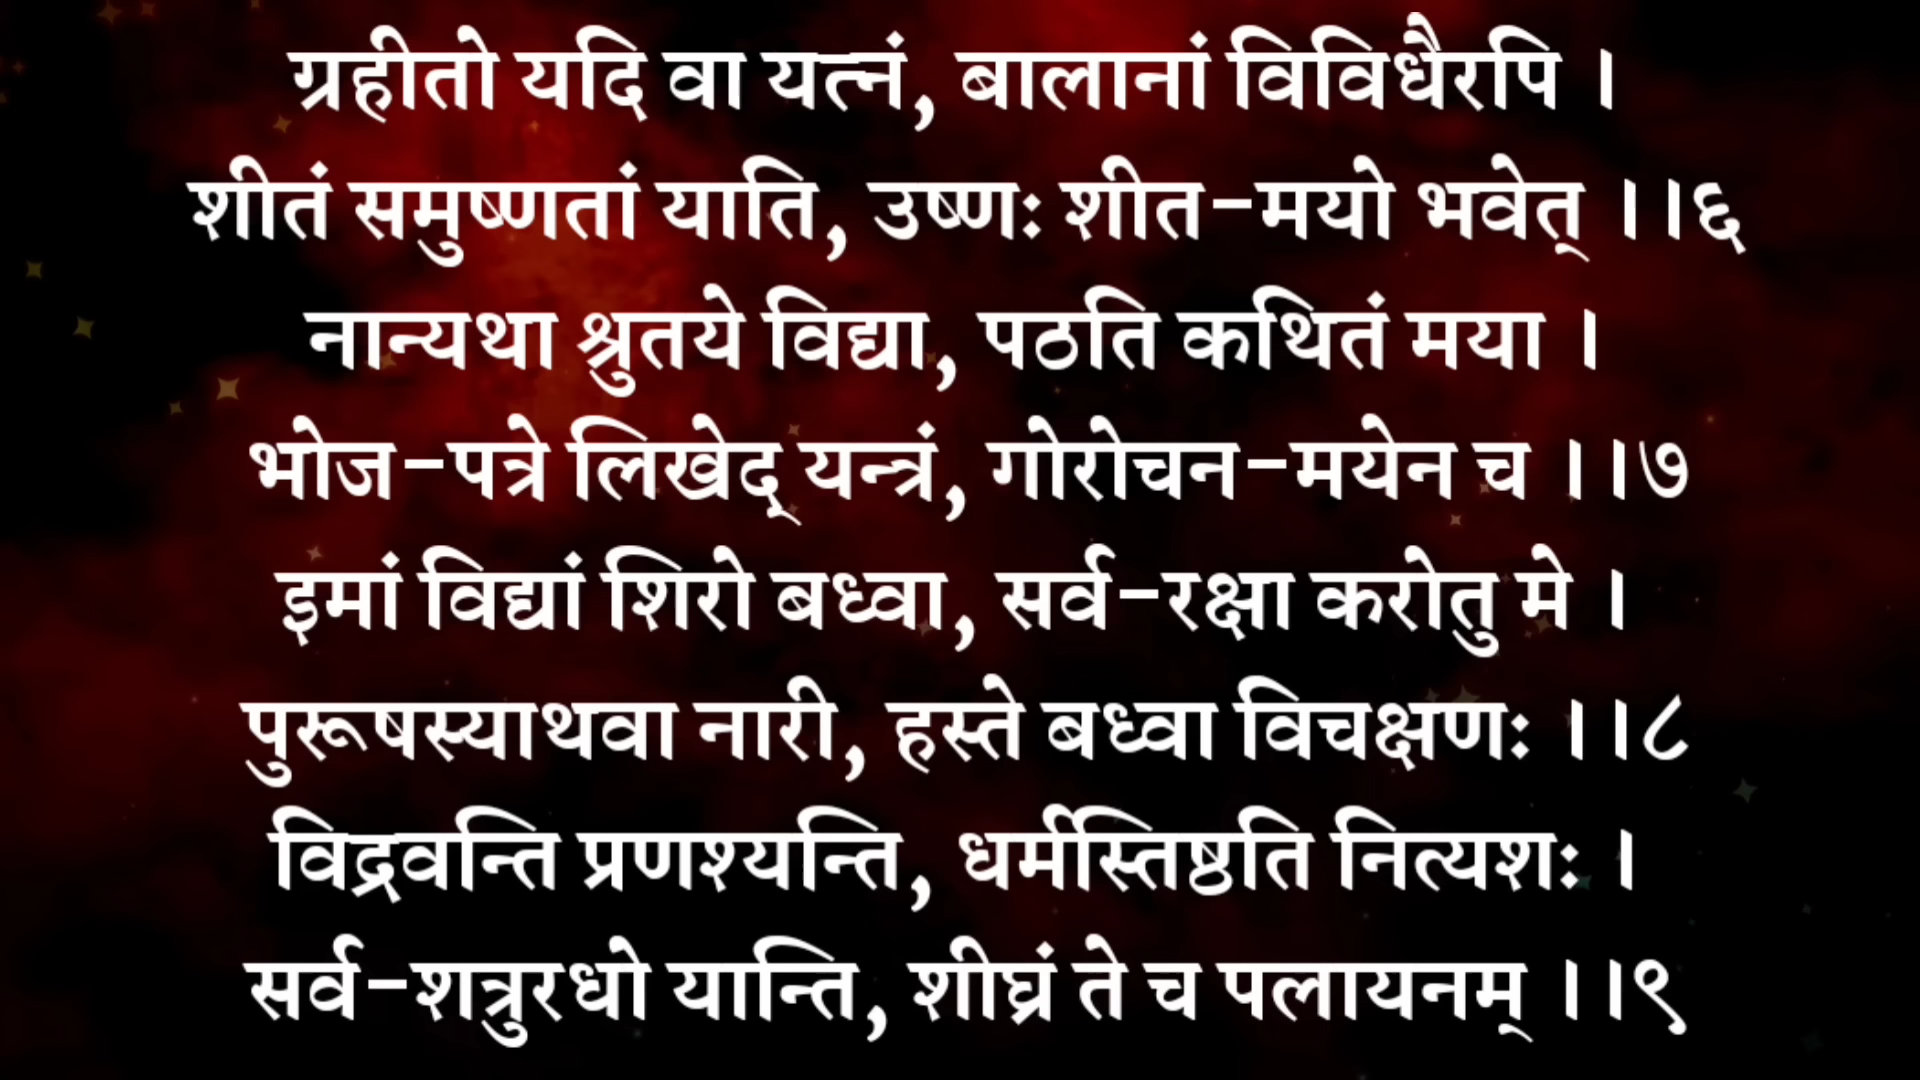 ग्रहीतो यदि वा यत्नं, बालानां विविधैरपि ।
शीतं समुष्णतां याति, उष्णः शीत-मयो भवेत् ।।६
नान्यथा श्रुतये विद्या, पठति कथितं मया ।
भोज-पत्रे लिखेद् यन्त्रं, गोरोचन-मयेन च ।।७
इमां विद्यां शिरो बध्वा, सर्व-रक्षा करोतु मे ।
पुरूषस्याथवा नारी, हस्ते बध्वा विचक्षणः ।।८
विद्रवन्ति प्रणश्यन्ति, धर्मस्तिष्ठति नित्यशः ।
सर्व-शत्रुरधो यान्ति, शीघ्रं ते च पलायनम् ।।९